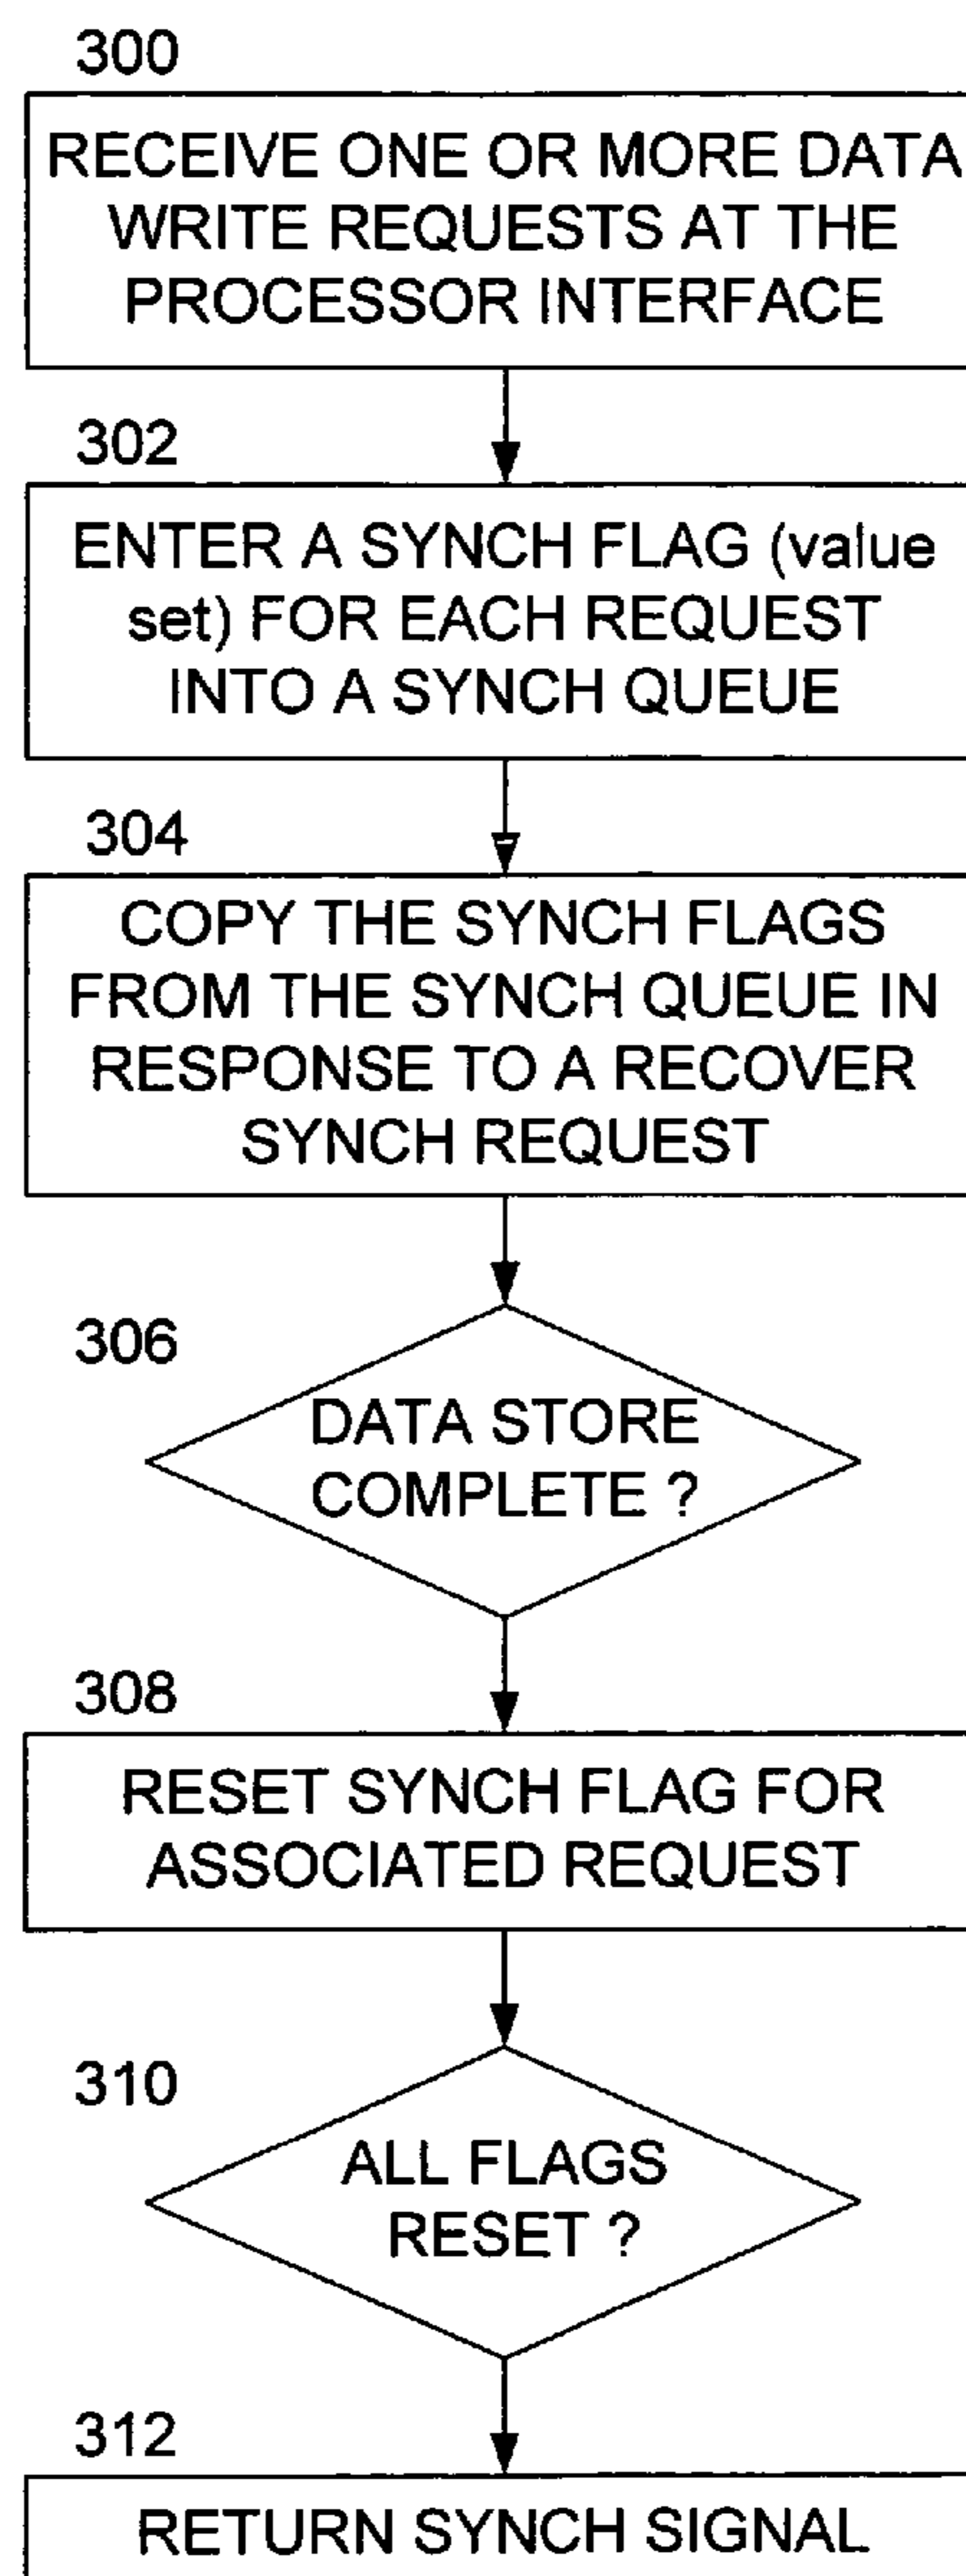 300
RECEIVE ONE OR MORE DATA
WRITE REQUESTS AT THE
PROCESSOR INTERFACE
302
ENTER A SYNCH FLAG (value
set) FOR EACH REQUEST
INTO A SYNCH QUEUE
304
COPY THE SYNCH FLAGS
FROM THE SYNCH QUEUE IN
RESPONSE TO A RECOVER
SYNCH REQUEST
306
DATA STORE
COMPLETE ?
308
RESET SYNCH FLAG FOR
ASSOCIATED REQUEST
310
ALL FLAGS
RESET ?
312
RETURN SYNCH SIGNAL